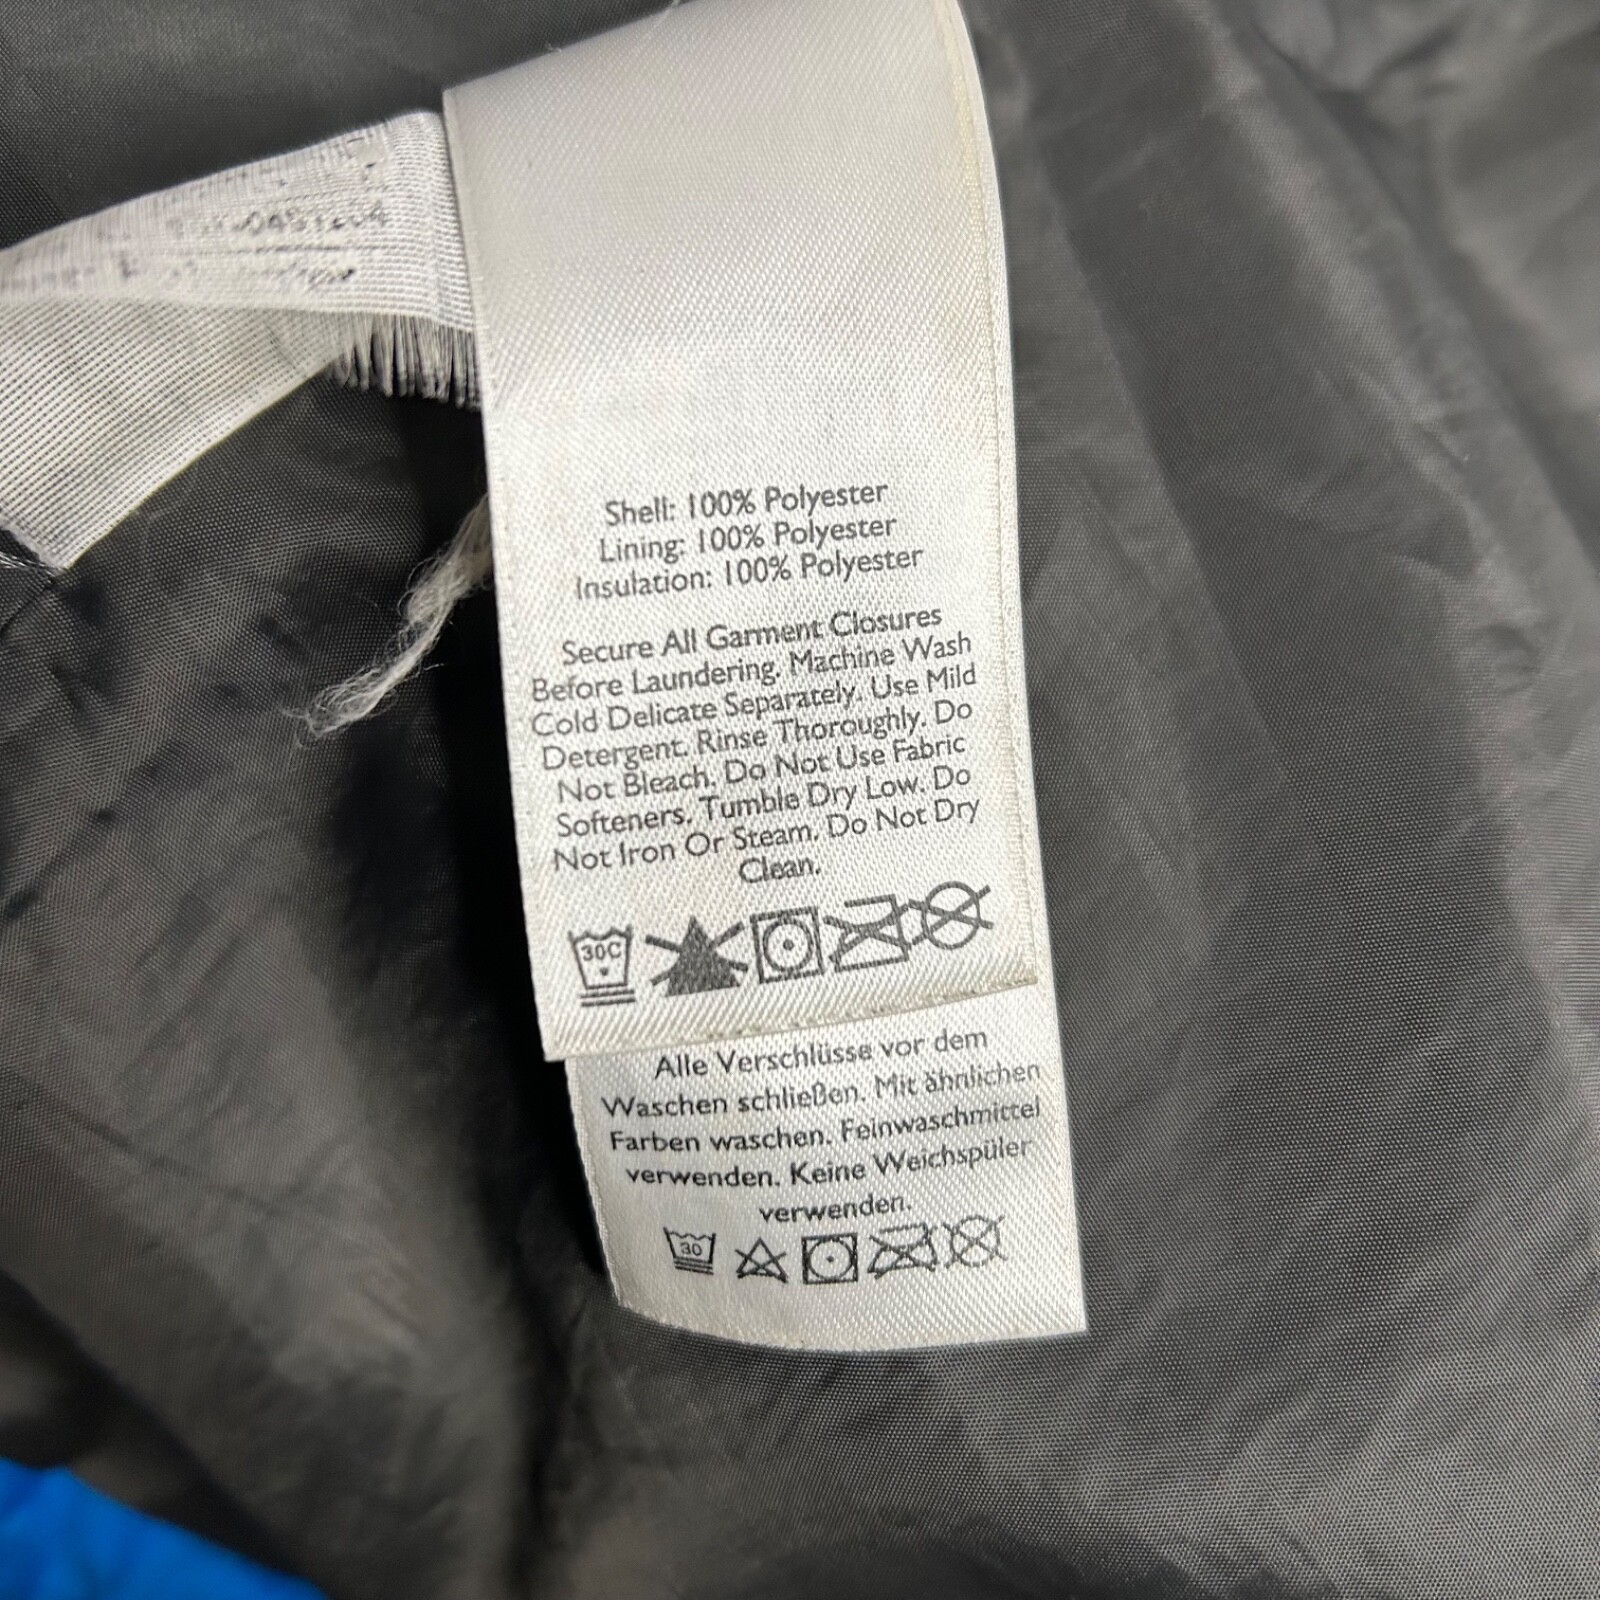 Shell: 100% Polyester
Lining: 100% Polyester
Insulation: 100% Polyester
Secure All Garment Closures
Before Laundering. Machine Wash
Cold Delicate Separately. Use Mild
Detergent. Rinse Thoroughly. Do
Not Bleach. Do Not Use Fabric
Softeners. Tumble Dry Low. Do
Not Iron Or Steam. Do Not Dry
Clean.
30C
Alle Verschlüsse vor dem
Waschen schließen. Mit ähnlichen
Farben waschen. Feinwaschmittel
verwenden. Keine Weichspüler
verwenden.
30